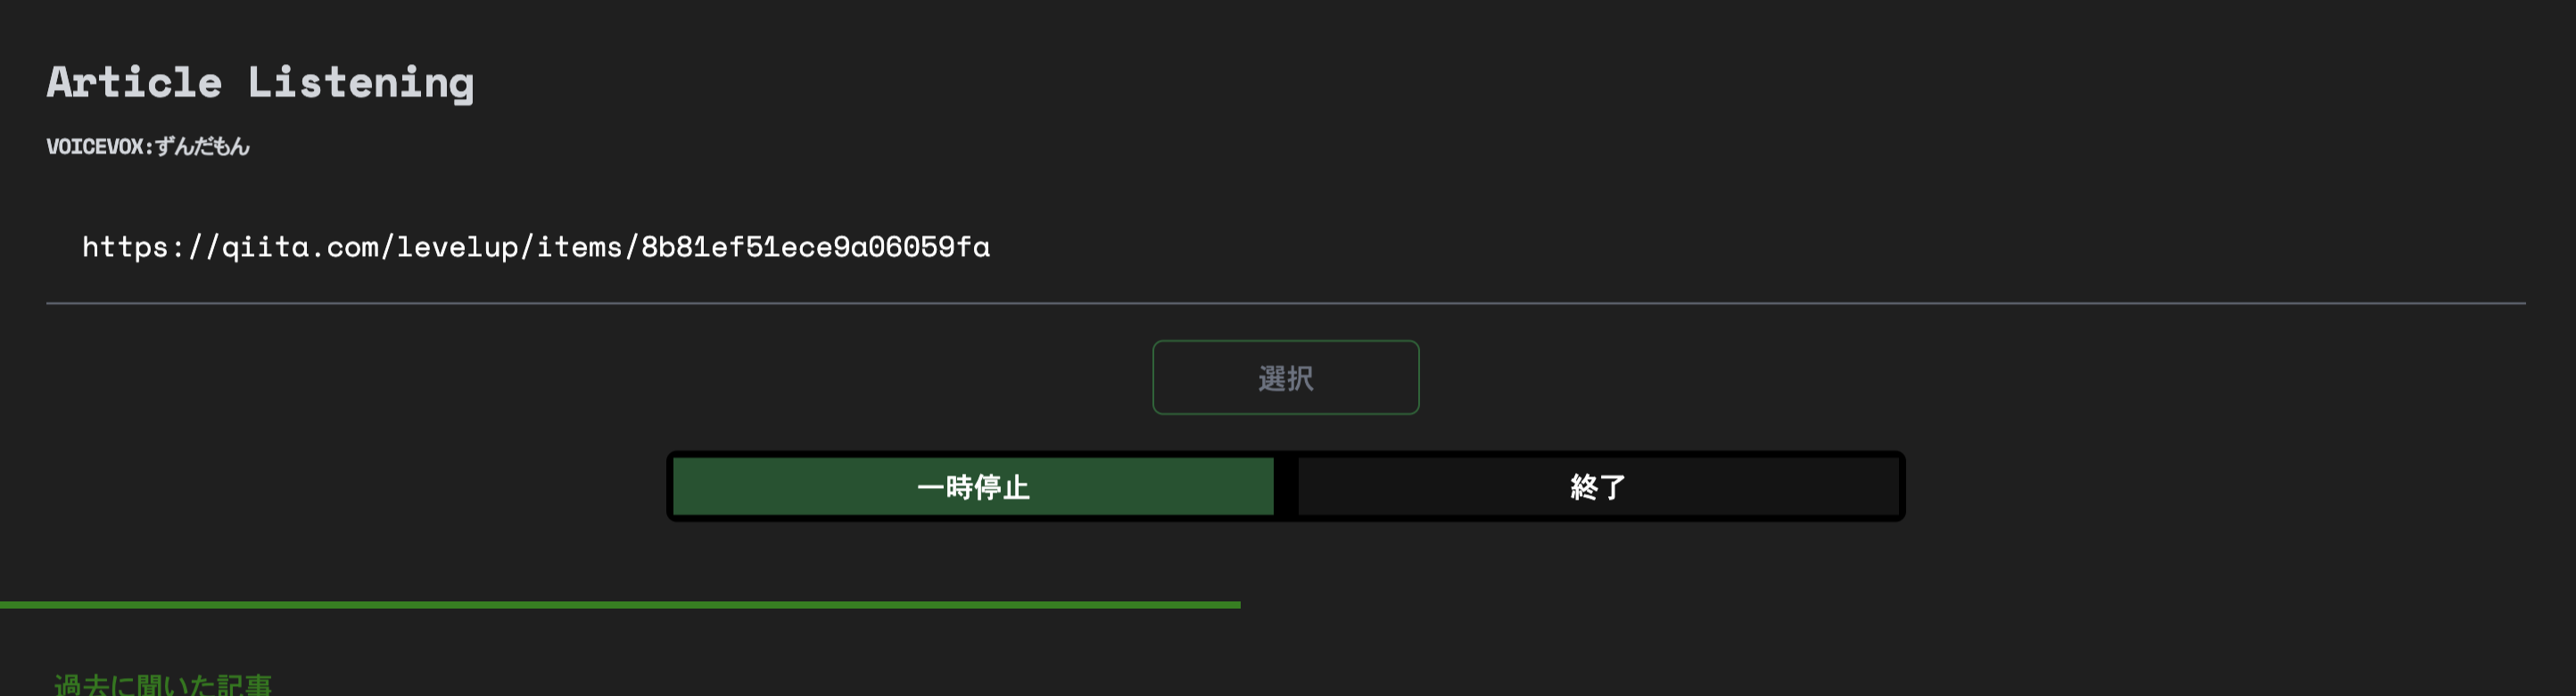 Article Listening
VOICEVOX:ずんだもん
https://qiita.com/levelup/items/8b81ef51ece9a06059fa
選択
一時停止 終了
過去に聞いた記事